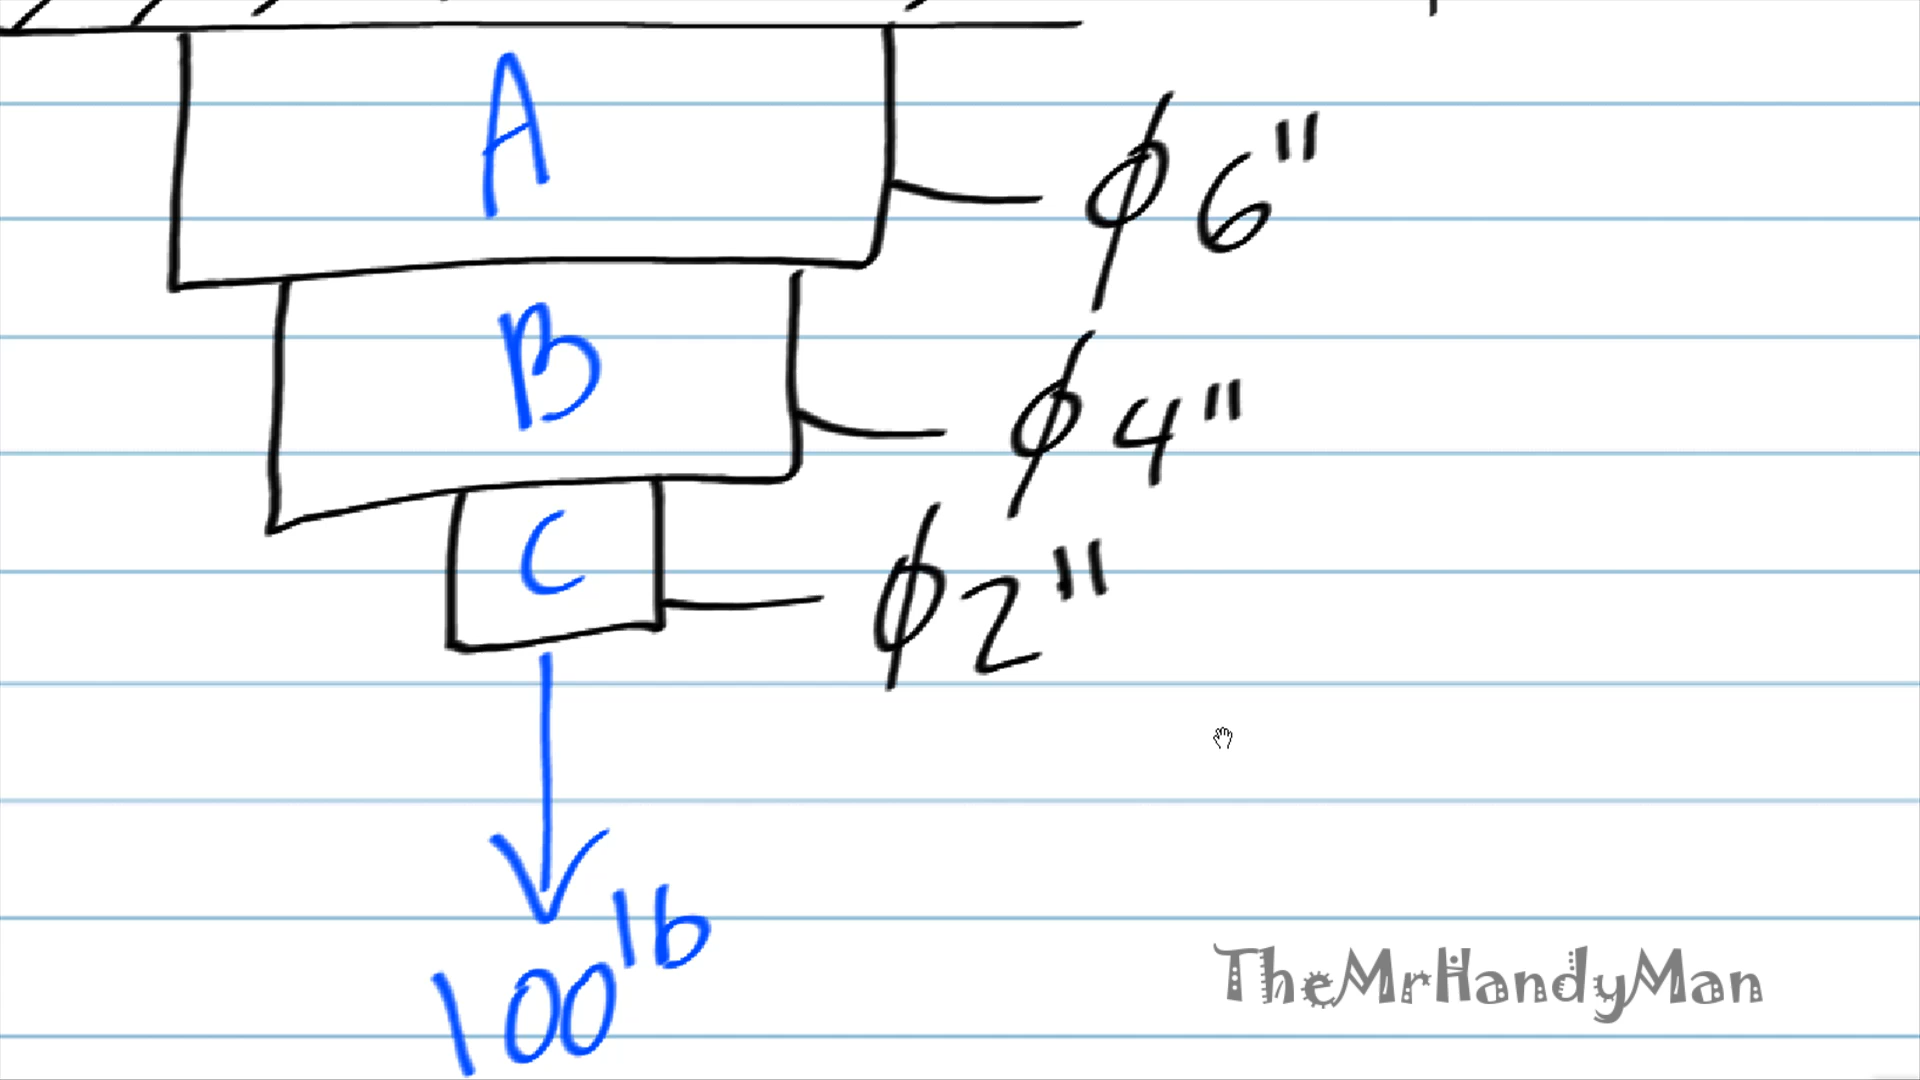 A
ϕ6"
B
ϕ4"
C
ϕ2"
100lb
TheMrHandyMan